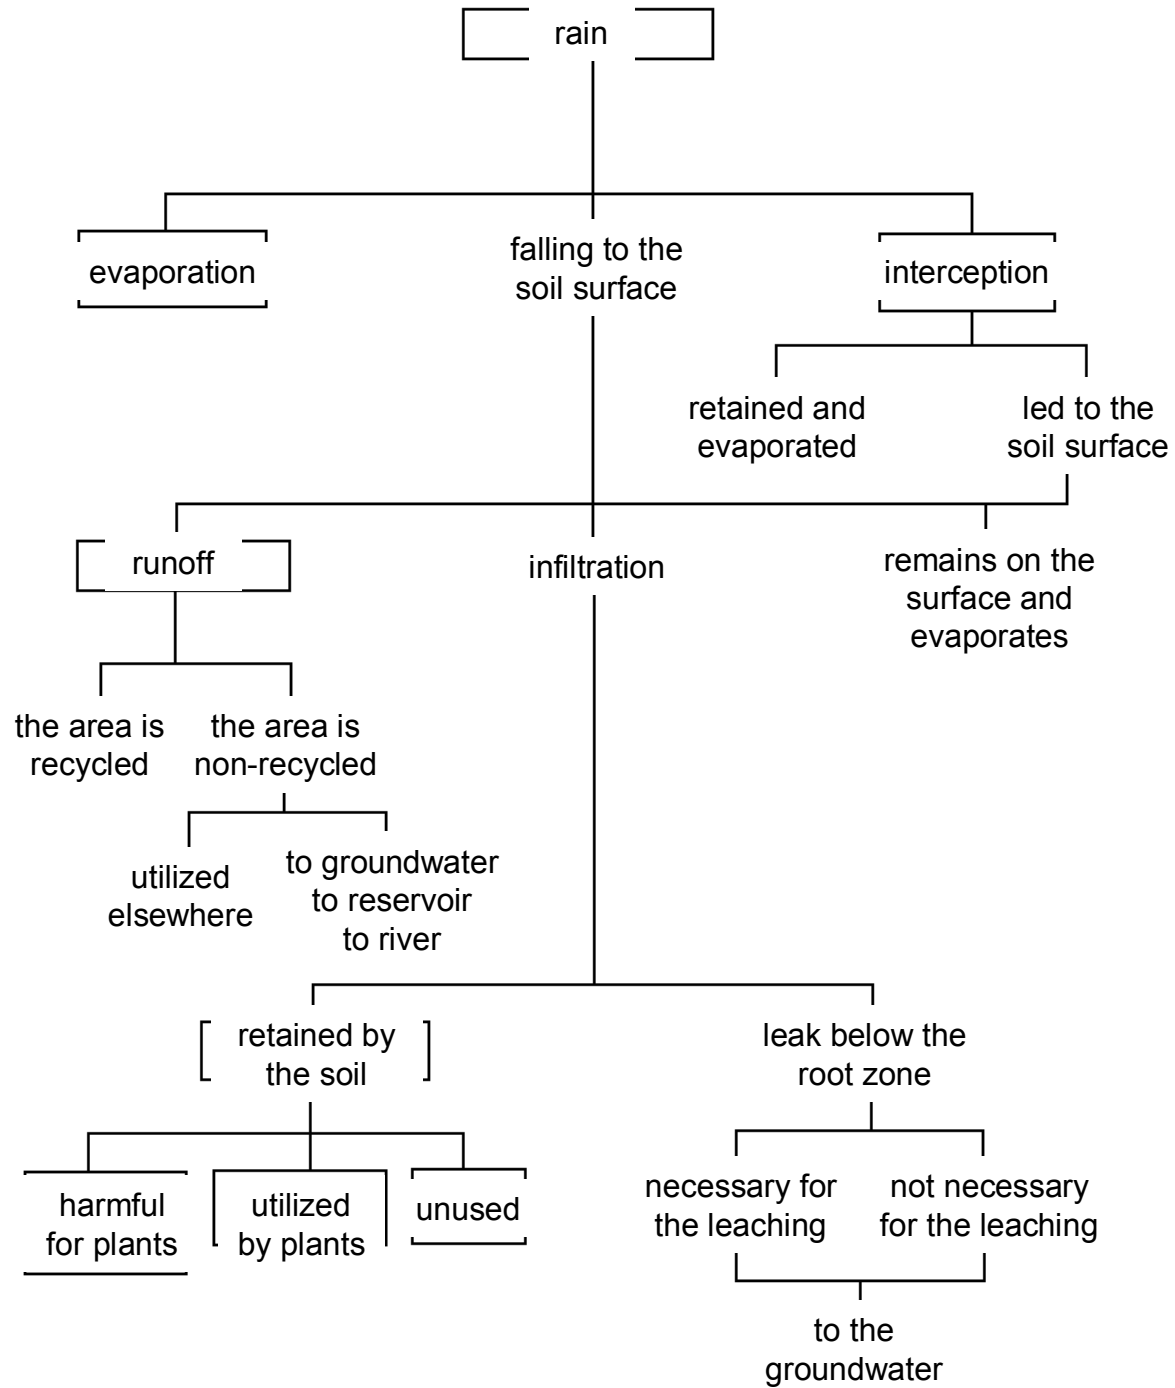 rain
evaporation
falling to the
soil surface
interception
retained and
evaporated
led to the
soil surface
runoff
infiltration
remains on the
surface and
evaporates
the area is
recycled
the area is
non-recycled
utilized
elsewhere
to groundwater
to reservoir
to river
retained by
the soil
leak below the
root zone
harmful
for plants
utilized
by plants
unused
necessary for
the leaching
not necessary
for the leaching
to the
groundwater